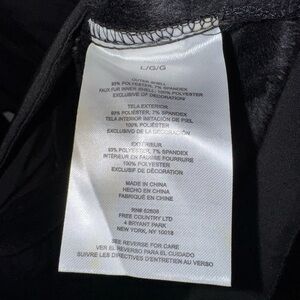 L/G/G
OUTER SHELL
93% POLYESTER, 7% SPANDEX
FAUX FUR INNER SHELL: 100% POLYESTER
EXCLUSIVE OF DECORATION
TELA EXTERIOR
93% POLIÉSTER, 7% SPANDEX
TELA INTERIOR IMITACIÓN DE PIEL
100% POLIÉSTER
EXCLUSIVO DE LA DECORACIÓN
EXTÉRIEUR
93% POLYESTER, 7% SPANDEX
INTÉRIEUR EN FAUSSE FOURRURE
100% POLYESTER
EXCLUSIF DE DÉCORATION
MADE IN CHINA
HECHO EN CHINA
FABRIQUÉ EN CHINE
RN# 62808
FREE COUNTRY LTD
4 BRYANT PARK
NEW YORK, NY 10018
SEE REVERSE FOR CARE
VER EL REVERSO PARA EL CUIDADO
SUIVRE LES DIRECTIVES D'ENTRETIEN AU VERSO